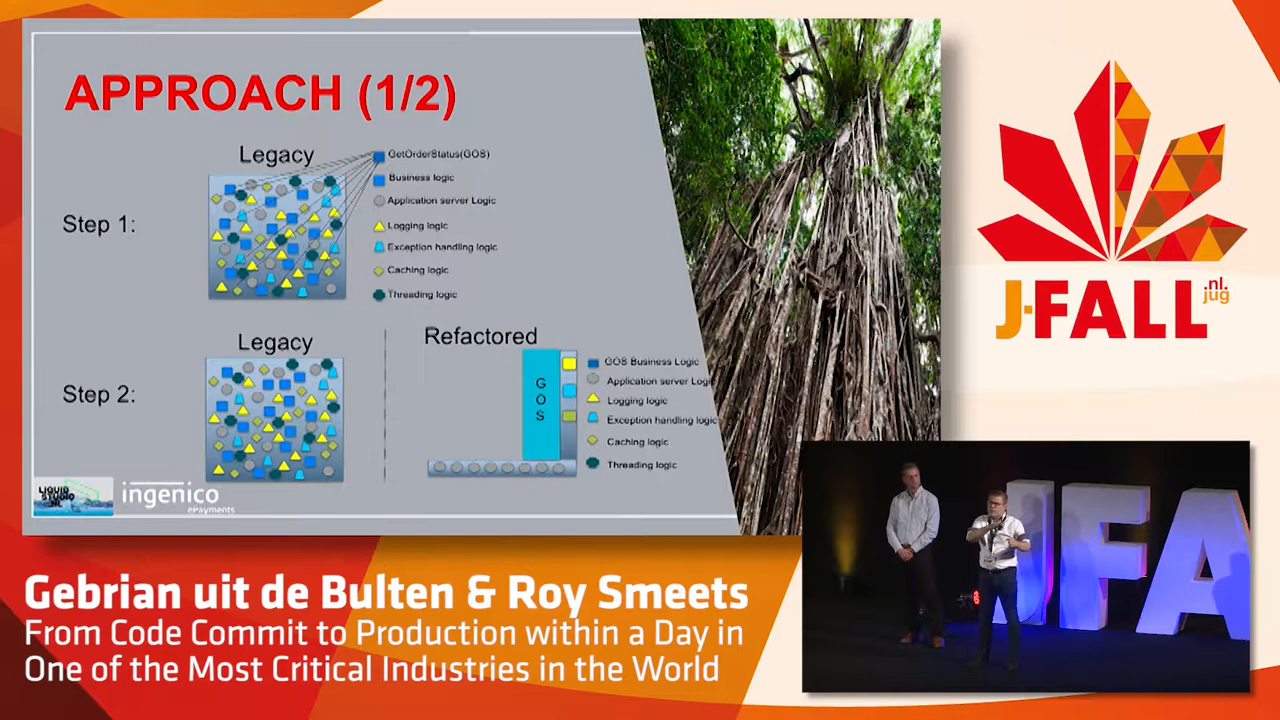 APPROACH (1/2)
Legacy
Step 1:
GetOrderStatus(GOS)
Business logic
Application server Logic
Logging logic
Exception handling logic
Caching logic
Threading logic
Legacy
Refactored
Step 2:
G
O
S
GOS Business Logic
Application server Logic
Logging logic
Exception handling logic
Caching logic
Threading logic
LIQUID
STUDIO
.NL
ingenico
ePayments
J-FALL
.nl.
jug
JFA
Gebrian uit de Bulten & Roy Smeets
From Code Commit to Production within a Day in
One of the Most Critical Industries in the World